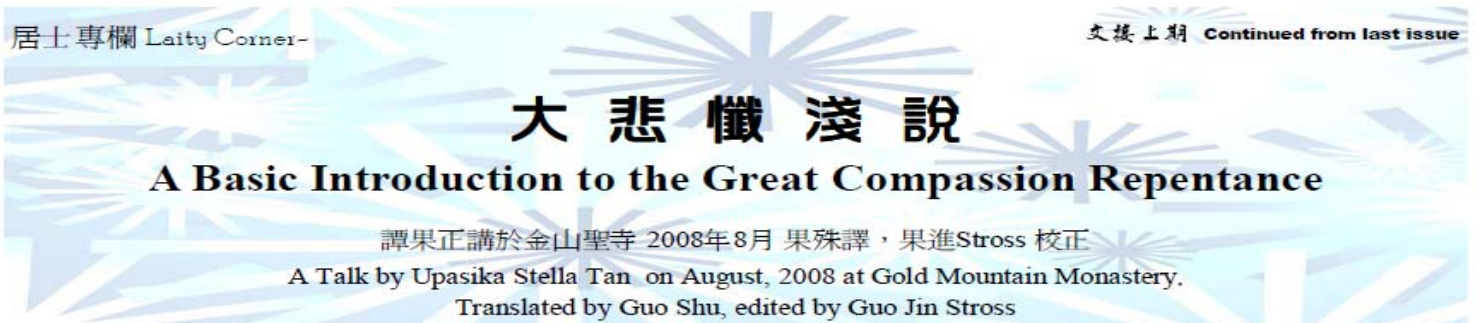 居士專欄 Laity Corner-
文接上期 Continued from last issue
大悲懺淺說
A Basic Introduction to the Great Compassion Repentance
譚果正講於金山聖寺 2008年8月 果殊譯，果進Stross 校正
A Talk by Upasika Stella Tan on August, 2008 at Gold Mountain Monastery.
Translated by Guo Shu, edited by Guo Jin Stross